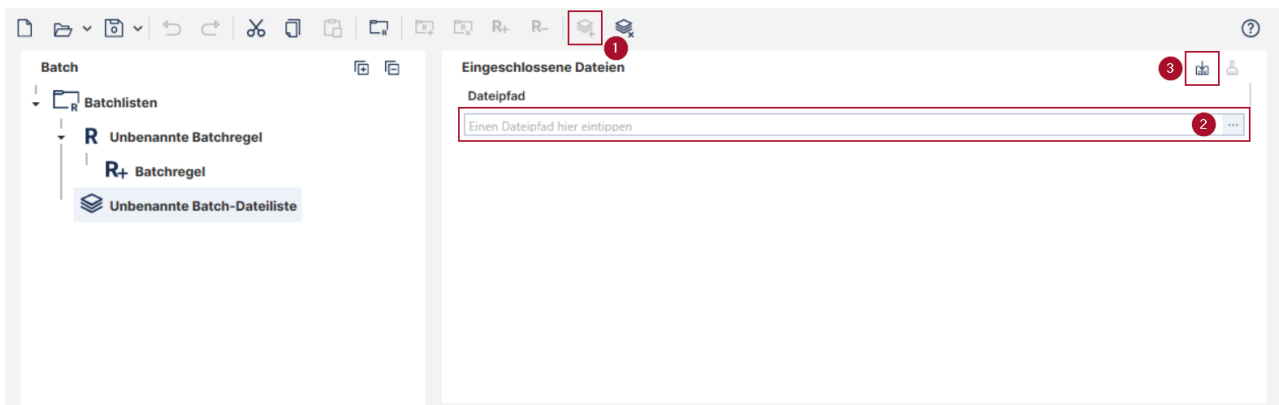 R+ R-
1
Batch
Eingeschlossene Dateien
3
Batchlisten
Dateipfad
Einen Dateipfad hier eintippen
2
...
R Unbenannte Batchregel
R+ Batchregel
Unbenannte Batch-Dateiliste